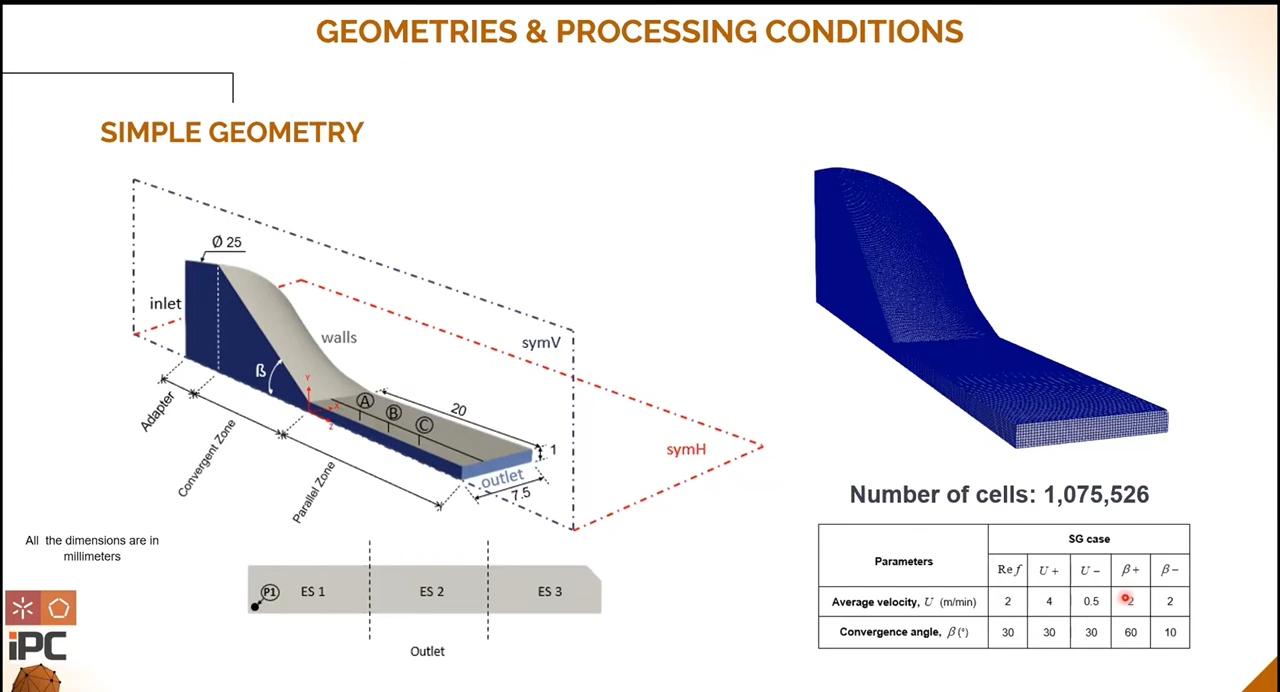 GEOMETRIES & PROCESSING CONDITIONS
SIMPLE GEOMETRY
Ø 25
inlet
walls
symV
ß
Y
X
Z
A
B
C
20
1
symH
outlet
7.5
Adapter
Convergent Zone
Parallel Zone
All the dimensions are in
millimeters
P1
ES 1
ES 2
ES 3
Outlet
iPC
Number of cells: 1,075,526
Parameters
SG case
Ref U+ U− β+ β−
Average velocity, U (m/min) 2 4 0.5 2 2
Convergence angle, β (°) 30 30 30 60 10